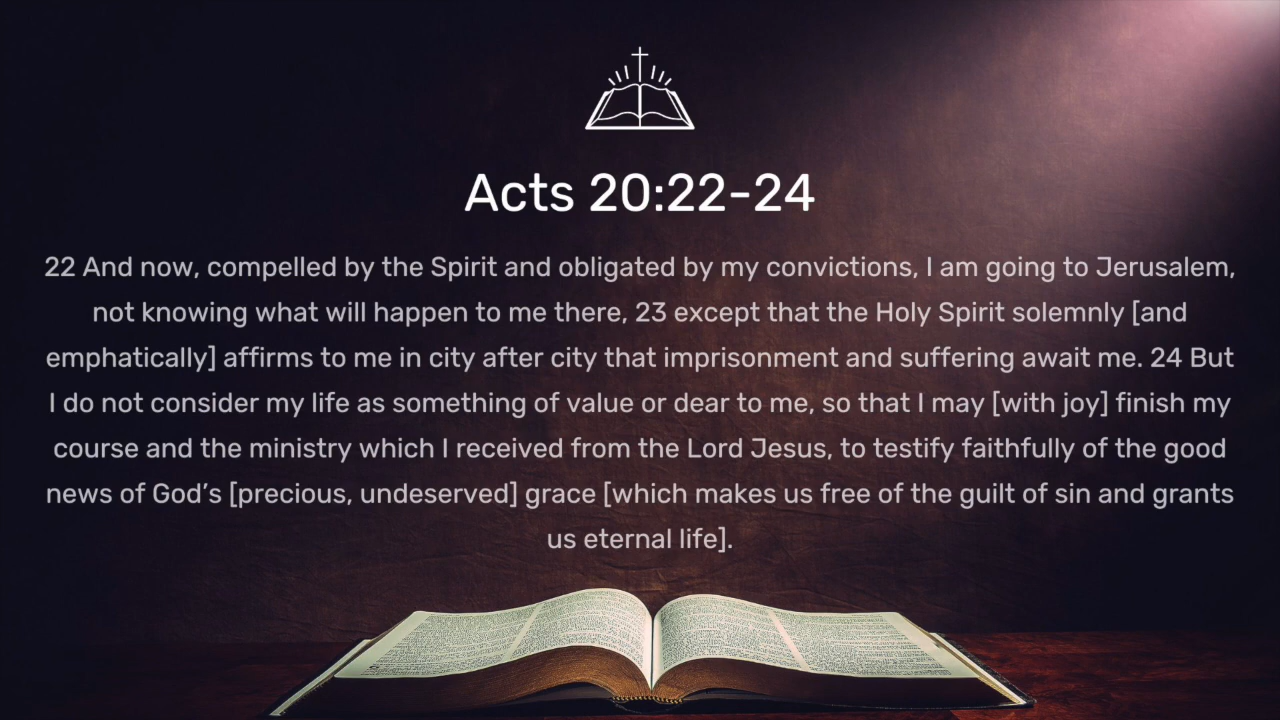 Acts 20:22-24
22 And now, compelled by the Spirit and obligated by my convictions, I am going to Jerusalem,
not knowing what will happen to me there, 23 except that the Holy Spirit solemnly [and
emphatically] affirms to me in city after city that imprisonment and suffering await me. 24 But
I do not consider my life as something of value or dear to me, so that I may [with joy] finish my
course and the ministry which I received from the Lord Jesus, to testify faithfully of the good
news of God’s [precious, undeserved] grace [which makes us free of the guilt of sin and grants
us eternal life].